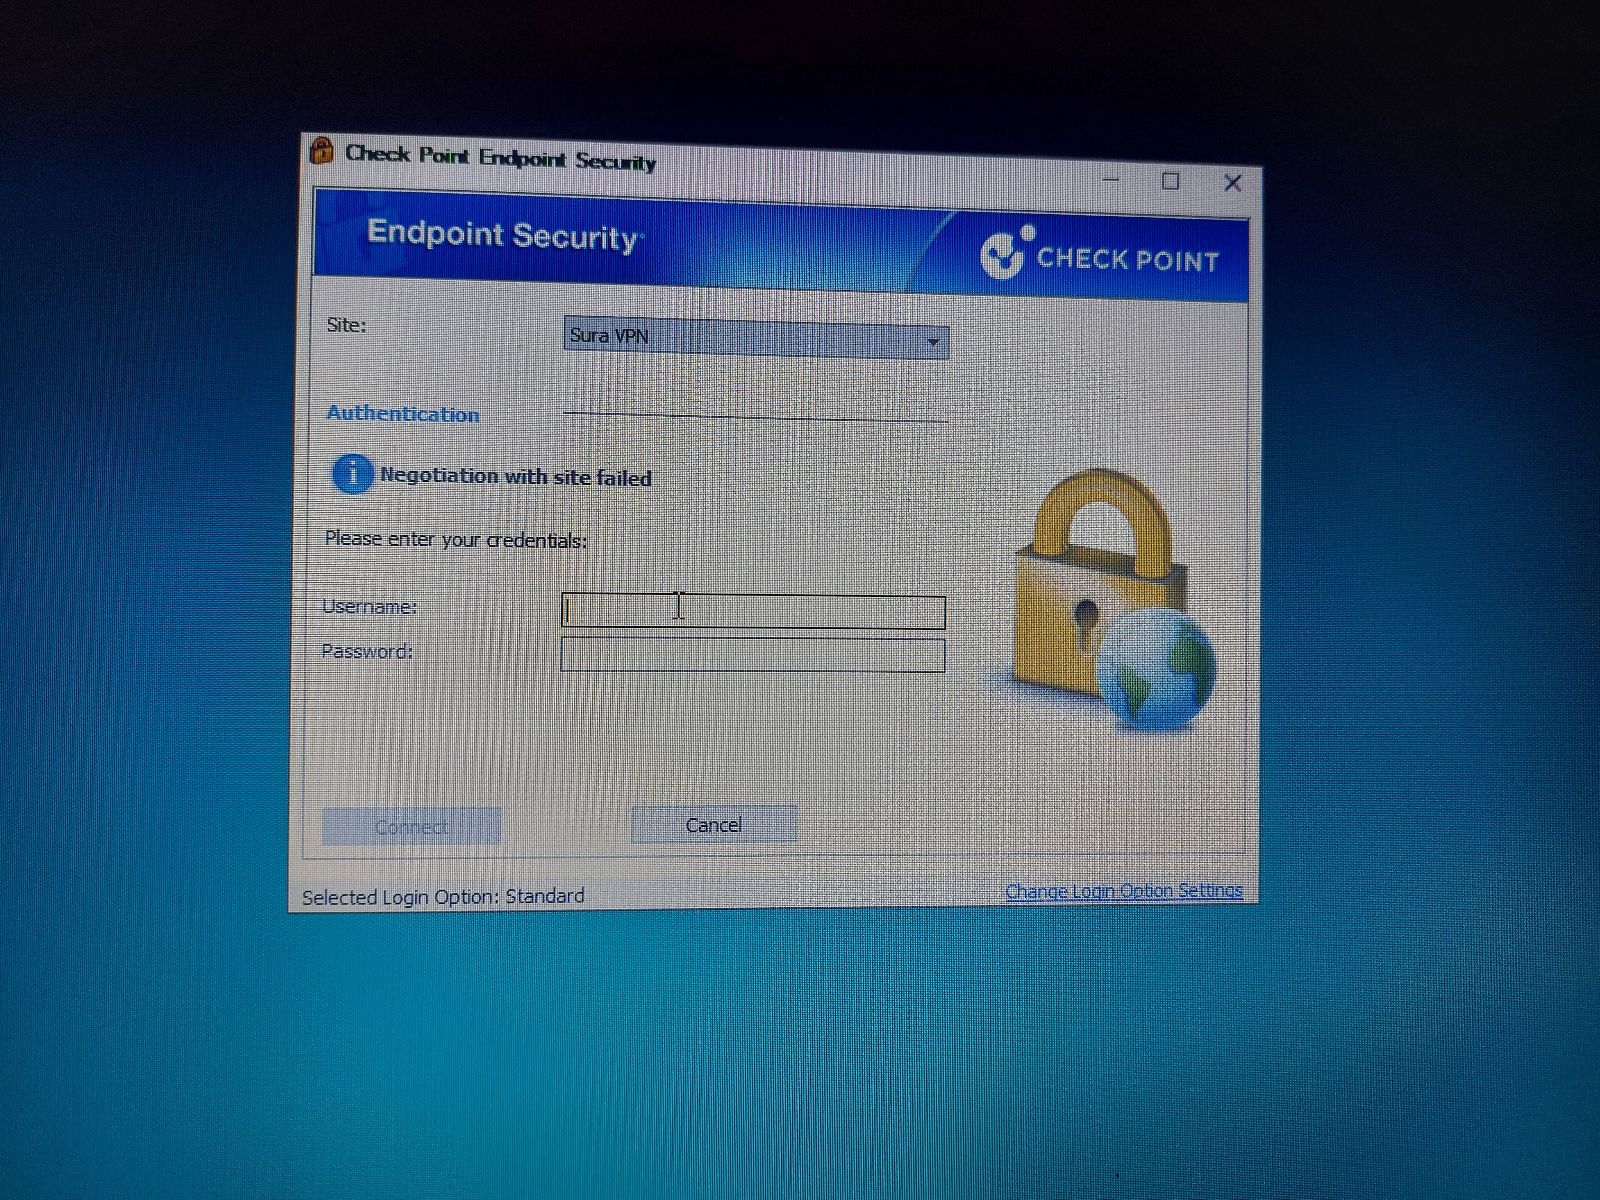 Check Point Endpoint Security
Endpoint Security
CHECK POINT
Site:
Sura VPN
Authentication
i
Negotiation with site failed
Please enter your credentials:
Username:
Password:
Connect
Cancel
Selected Login Option: Standard
Change Login Option Settings